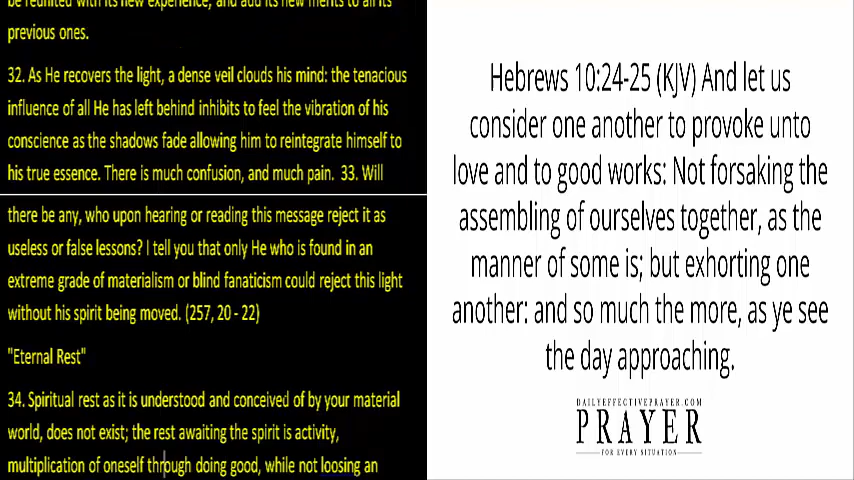 be reunited with its new experience, and add its new merits to all its
previous ones.
32. As He recovers the light, a dense veil clouds his mind: the tenacious
influence of all He has left behind inhibits to feel the vibration of his
conscience as the shadows fade allowing him to reintegrate himself to
his true essence. There is much confusion, and much pain. 33. Will
there be any, who upon hearing or reading this message reject it as
useless or false lessons? I tell you that only He who is found in an
extreme grade of materialism or blind fanaticism could reject this light
without his spirit being moved. (257, 20 - 22)
"Eternal Rest"
34. Spiritual rest as it is understood and conceived of by your material
world, does not exist; the rest awaiting the spirit is activity,
multiplication of oneself through doing good, while not loosing an
Hebrews 10:24-25 (KJV) And let us
consider one another to provoke unto
love and to good works: Not forsaking the
assembling of ourselves together, as the
manner of some is; but exhorting one
another: and so much the more, as ye see
the day approaching.
DAILYEFFECTIVEPRAYER.COM
PRAYER
FOR EVERY SITUATION